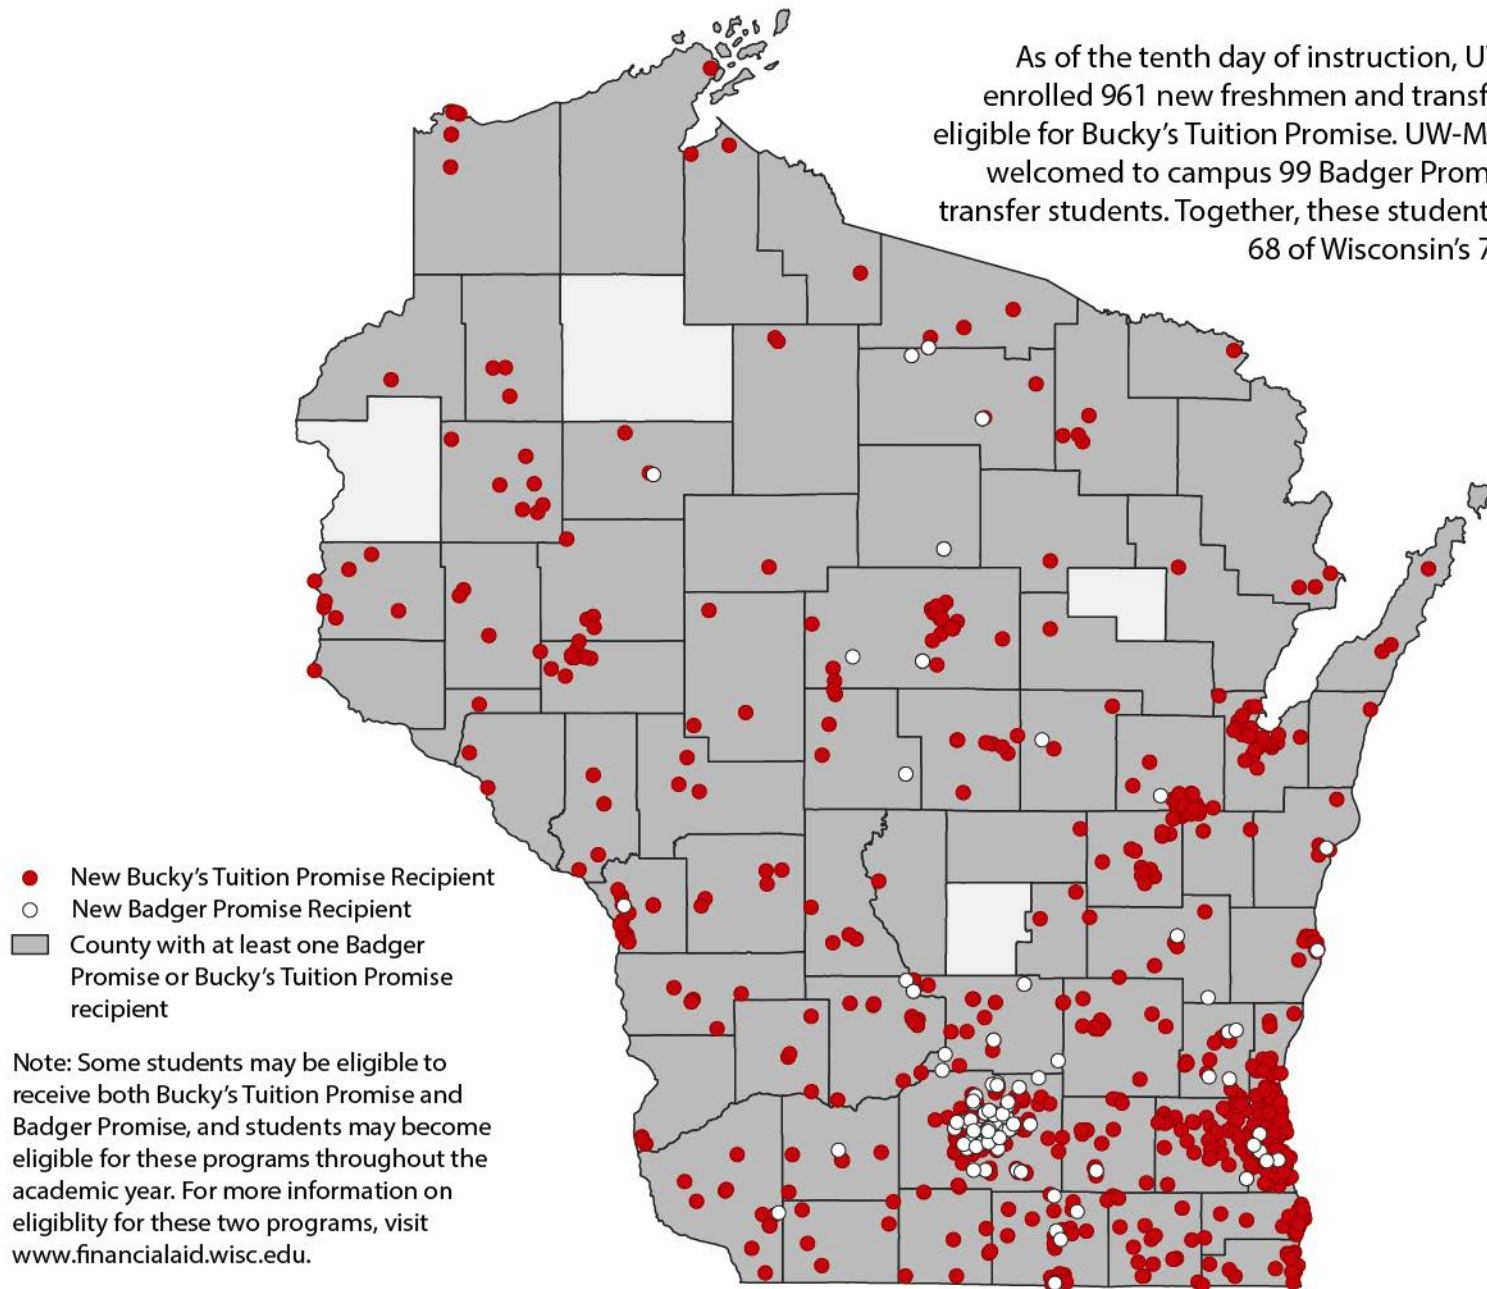 As of the tenth day of instruction, U
enrolled 961 new freshmen and transf
eligible for Bucky's Tuition Promise. UW-M
welcomed to campus 99 Badger Prom
transfer students. Together, these student
68 of Wisconsin's 7
New Bucky's Tuition Promise Recipient
New Badger Promise Recipient
County with at least one Badger
Promise or Bucky's Tuition Promise
recipient
Note: Some students may be eligible to
receive both Bucky's Tuition Promise and
Badger Promise, and students may become
eligible for these programs throughout the
academic year. For more information on
eligiblity for these two programs, visit
www.financialaid.wisc.edu.